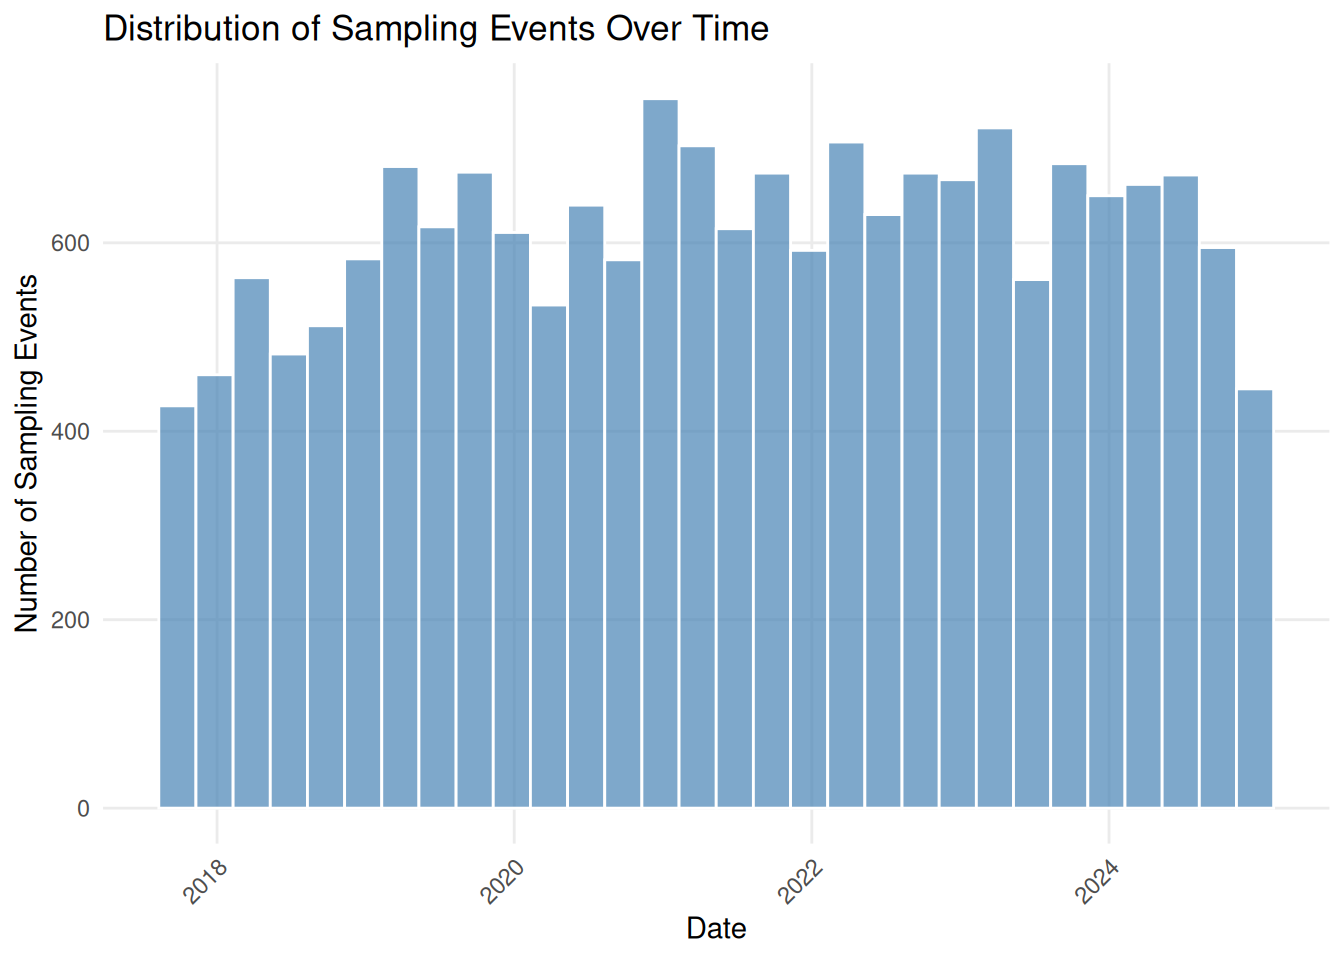 Distribution of Sampling Events Over Time
Number of Sampling Events
600
400
200
0
2018
2020
2022
2024
Date